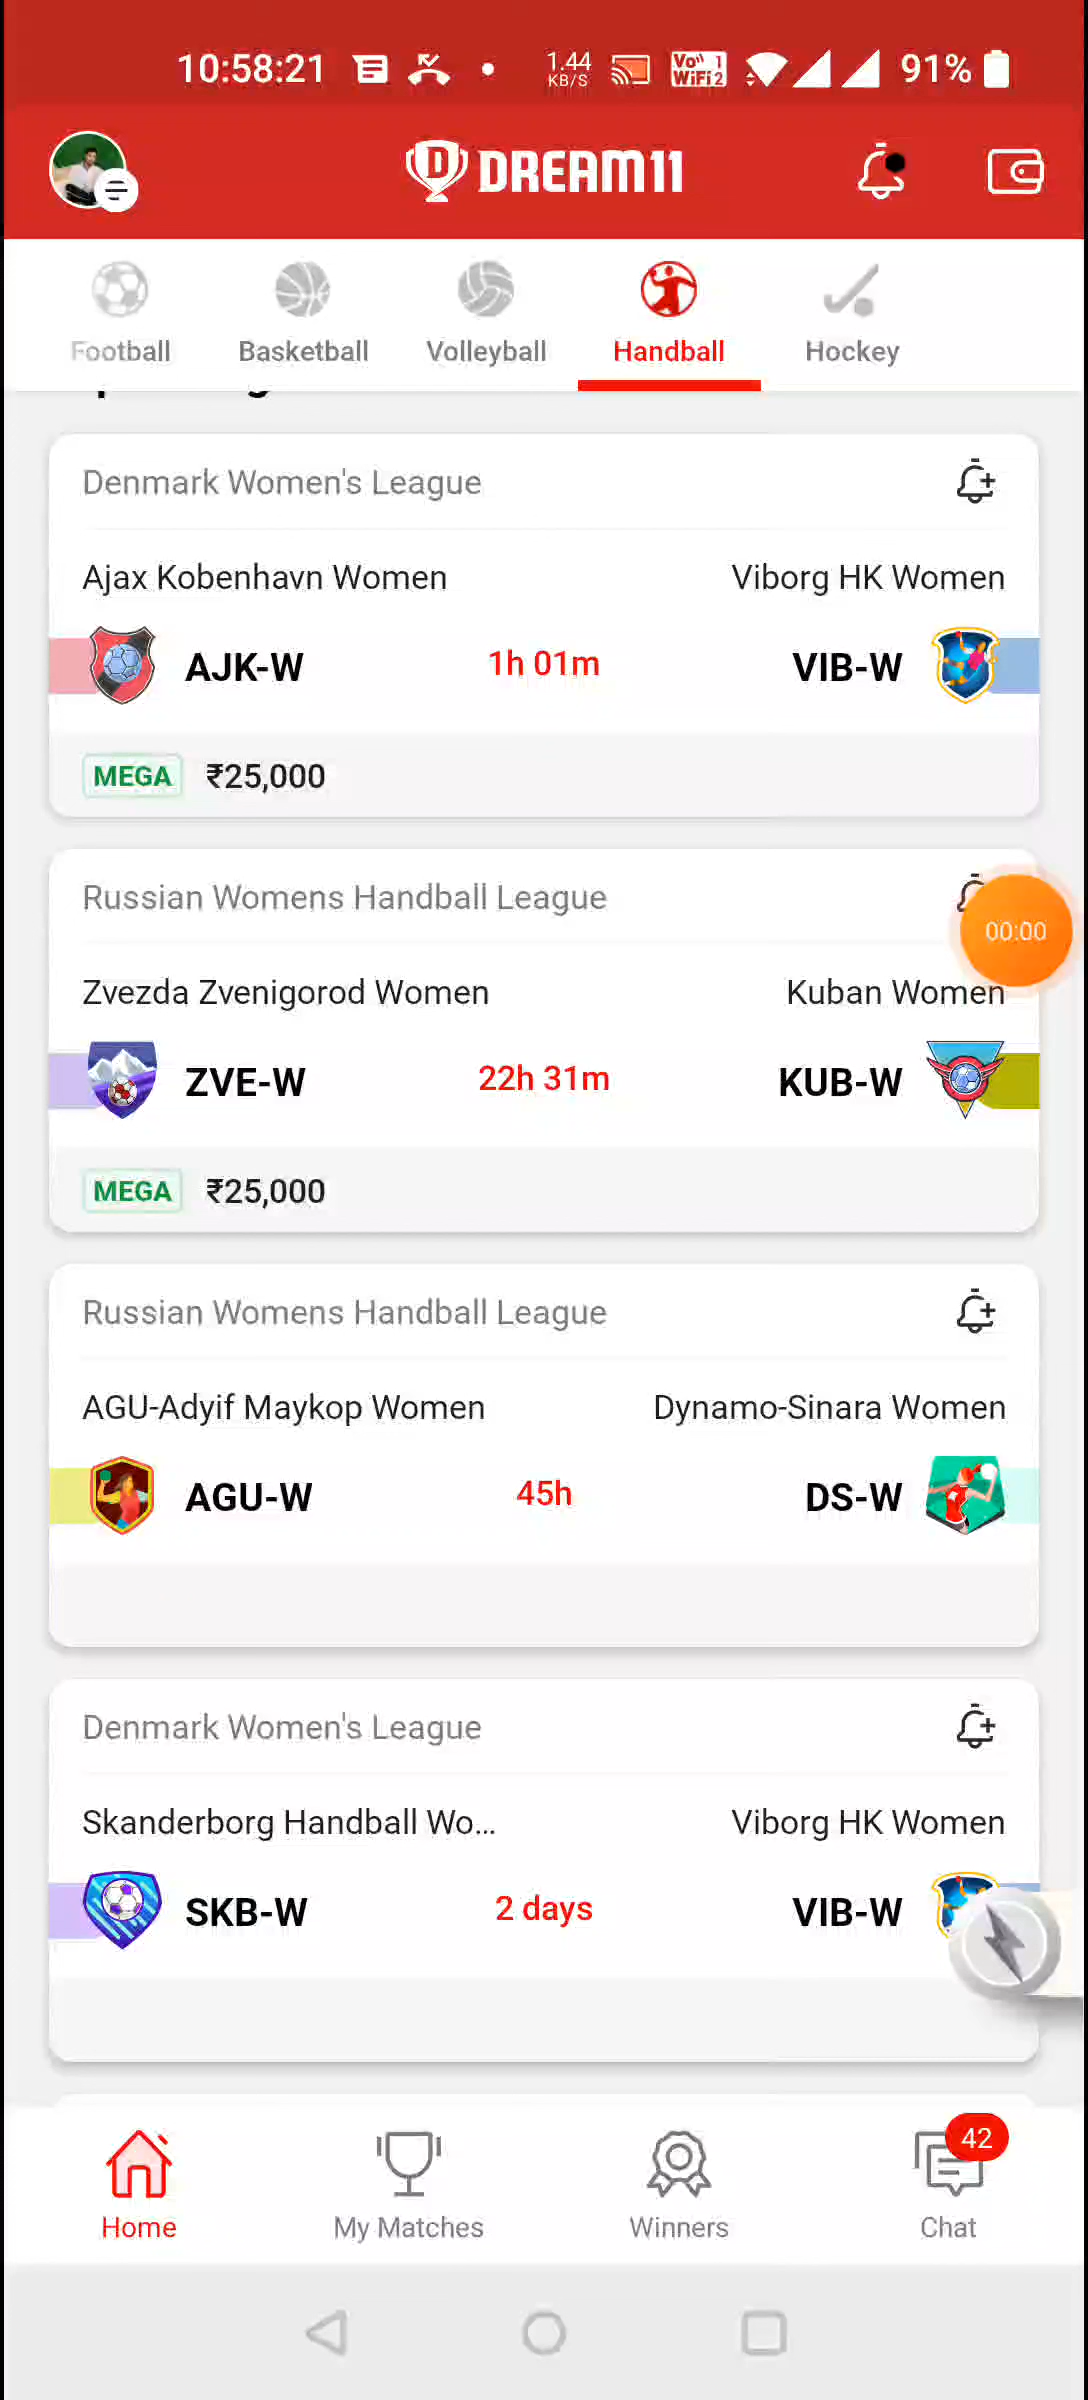 10:58:21
1.44 KB/S
Vo 1 WiFi 2
91%
D DREAM11
Football
Basketball
Volleyball
Handball
Hockey
Denmark Women's League
Ajax Kobenhavn Women
Viborg HK Women
AJK-W
1h 01m
VIB-W
MEGA ₹25,000
Russian Womens Handball League
00:00
Zvezda Zvenigorod Women
Kuban Women
ZVE-W
22h 31m
KUB-W
MEGA ₹25,000
Russian Womens Handball League
AGU-Adyif Maykop Women
Dynamo-Sinara Women
AGU-W
45h
DS-W
Denmark Women's League
Skanderborg Handball Wo...
Viborg HK Women
SKB-W
2 days
VIB-W
42
Home
My Matches
Winners
Chat